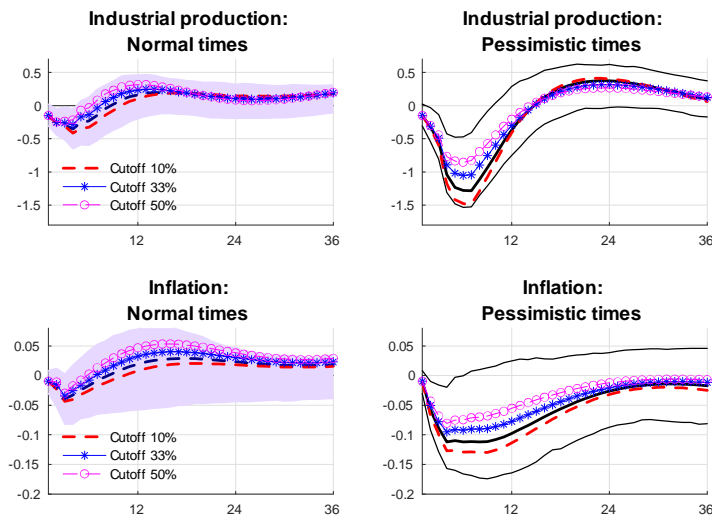 Industrial production:
Normal times
0.5
0
-0.5
-1
-1.5
Cutoff 10%
Cutoff 33%
Cutoff 50%
12
24
36
Industrial production:
Pessimistic times
0.5
0
-0.5
-1
-1.5
12
24
36
Inflation:
Normal times
0.05
0
-0.05
-0.1
-0.15
-0.2
Cutoff 10%
Cutoff 33%
Cutoff 50%
12
24
36
Inflation:
Pessimistic times
0.05
0
-0.05
-0.1
-0.15
-0.2
12
24
36